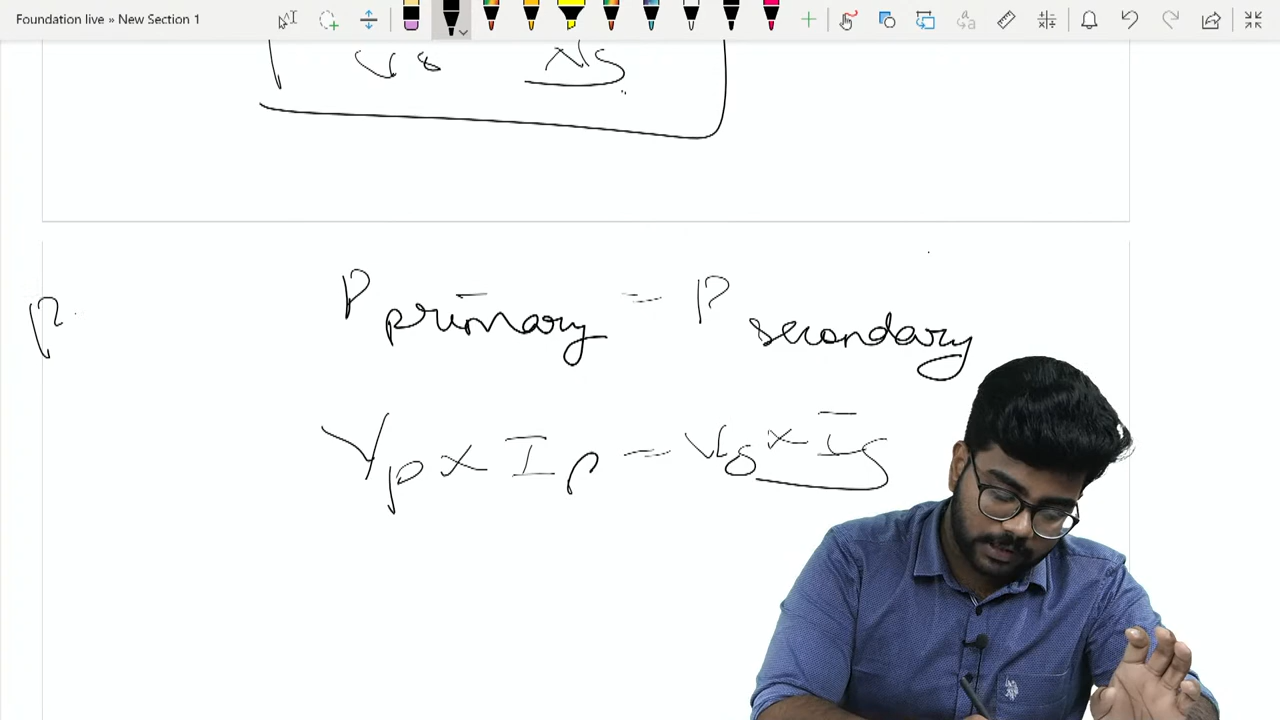 Foundation live » New Section 1
Vs Ns
P primary = P secondary
P
Vp x Ip = Vs x Is